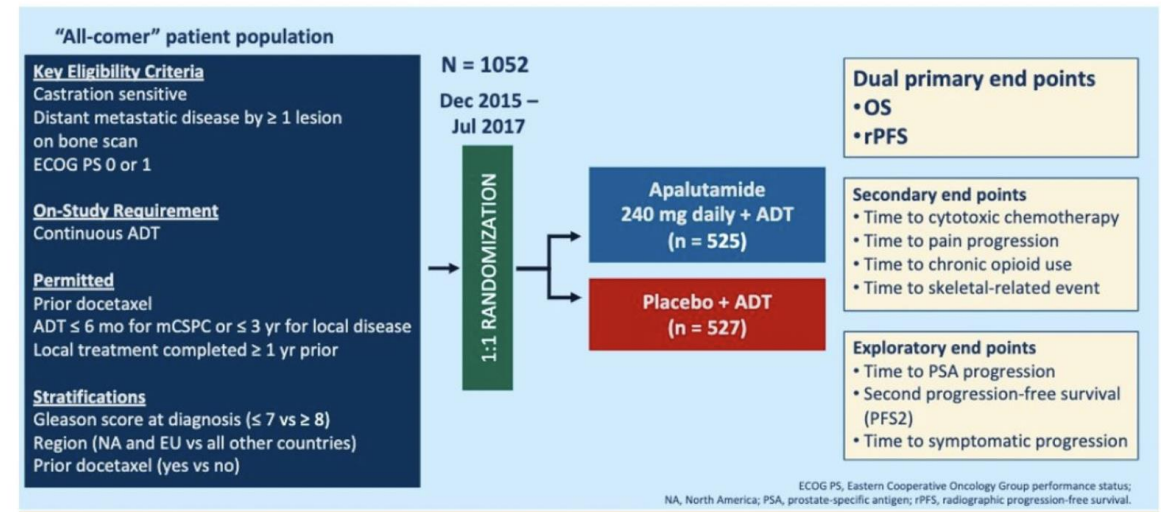 “All-comer” patient population
Key Eligibility Criteria
Castration sensitive
Distant metastatic disease by ≥ 1 lesion
on bone scan
ECOG PS 0 or 1
On-Study Requirement
Continuous ADT
Permitted
Prior docetaxel
ADT ≤ 6 mo for mCSPC or ≤ 3 yr for local disease
Local treatment completed ≥ 1 yr prior
Stratifications
Gleason score at diagnosis (≤ 7 vs ≥ 8)
Region (NA and EU vs all other countries)
Prior docetaxel (yes vs no)
N = 1052
Dec 2015 –
Jul 2017
1:1 RANDOMIZATION
Apalutamide
240 mg daily + ADT
(n = 525)
Placebo + ADT
(n = 527)
Dual primary end points
•OS
•rPFS
Secondary end points
• Time to cytotoxic chemotherapy
• Time to pain progression
• Time to chronic opioid use
• Time to skeletal-related event
Exploratory end points
• Time to PSA progression
• Second progression-free survival
(PFS2)
• Time to symptomatic progression
ECOG PS, Eastern Cooperative Oncology Group performance status;
NA, North America; PSA, prostate-specific antigen; rPFS, radiographic progression-free survival.